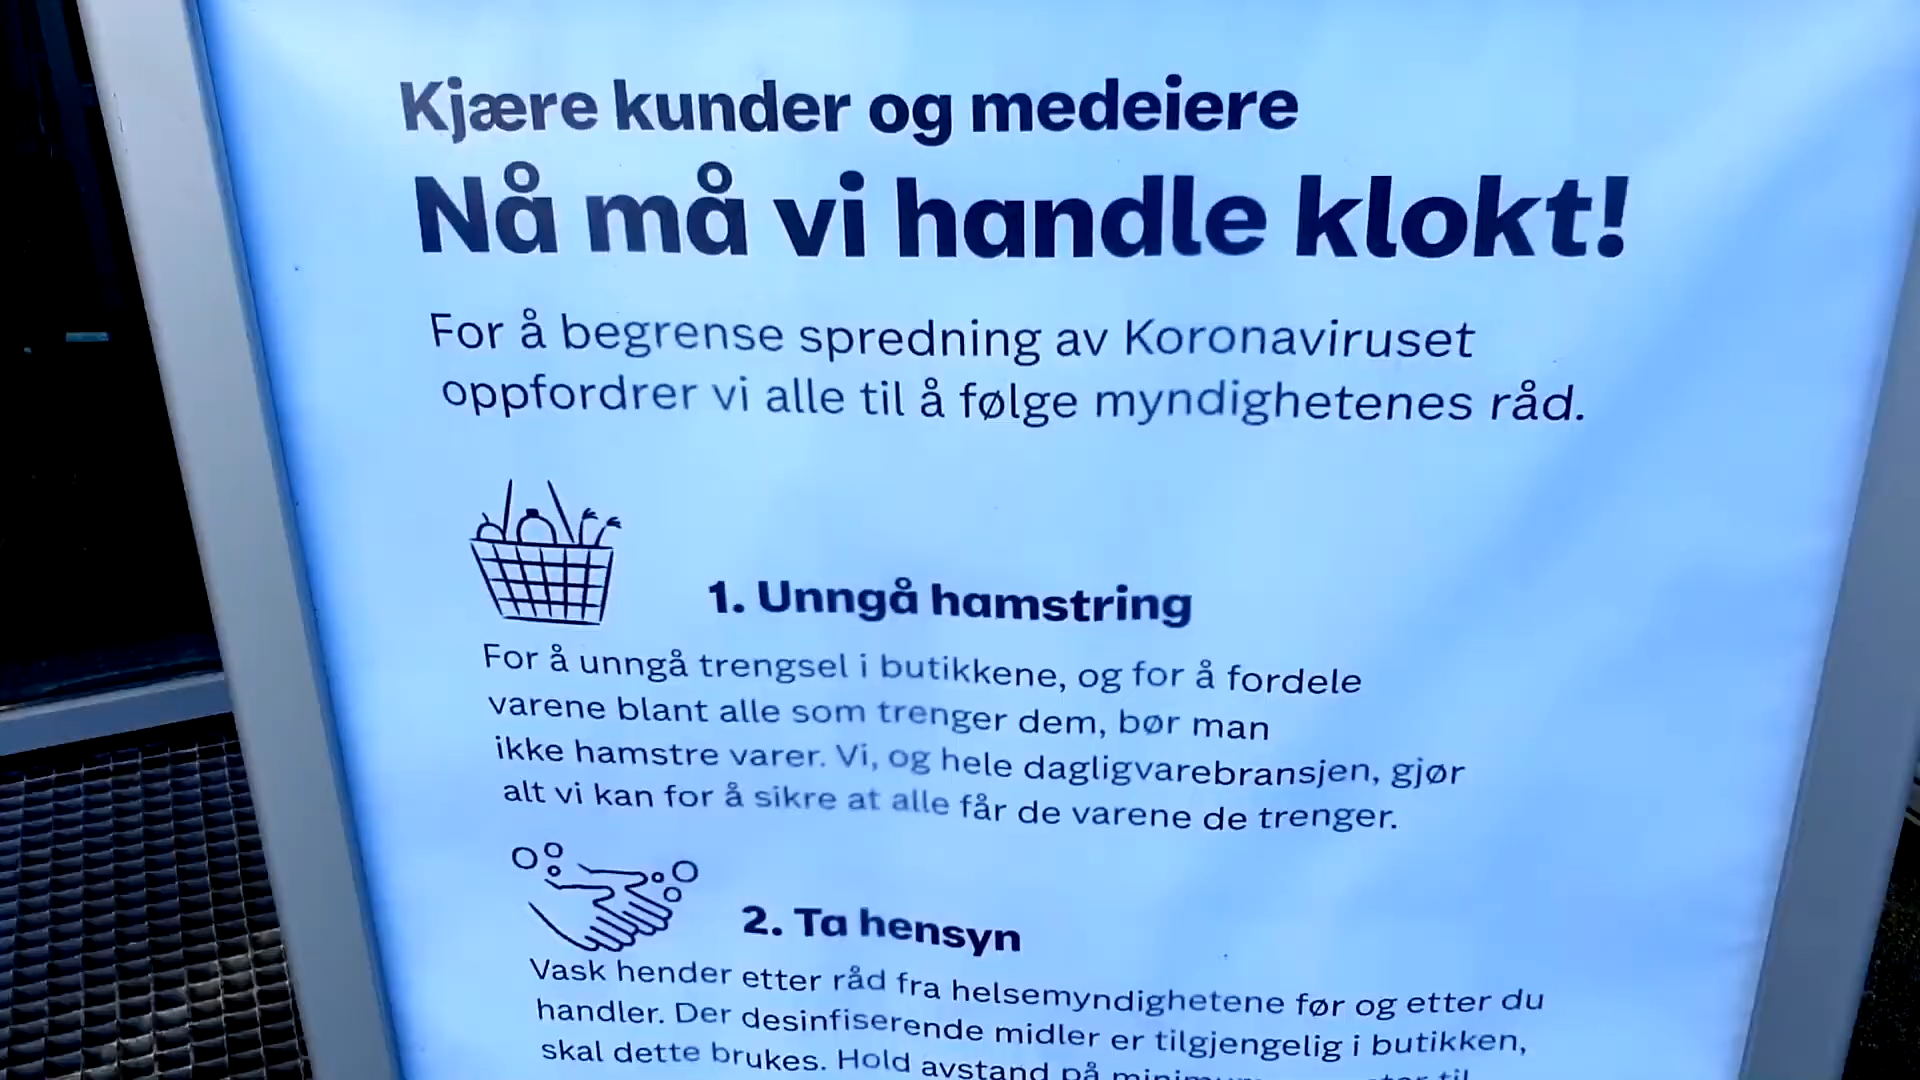 Kjære kunder og medeiere
Nå må vi handle klokt!
For å begrense spredning av Koronaviruset
oppfordrer vi alle til å følge myndighetenes råd.
1. Unngå hamstring
For å unngå trengsel i butikkene, og for å fordele
varene blant alle som trenger dem, bør man
ikke hamstre varer. Vi, og hele dagligvarebransjen, gjør
alt vi kan for å sikre at alle får de varene de trenger.
2. Ta hensyn
Vask hender etter råd fra helsemyndighetene før og etter du
handler. Der desinfiserende midler er tilgjengelig i butikken,
skal dette brukes. Hold avstand på